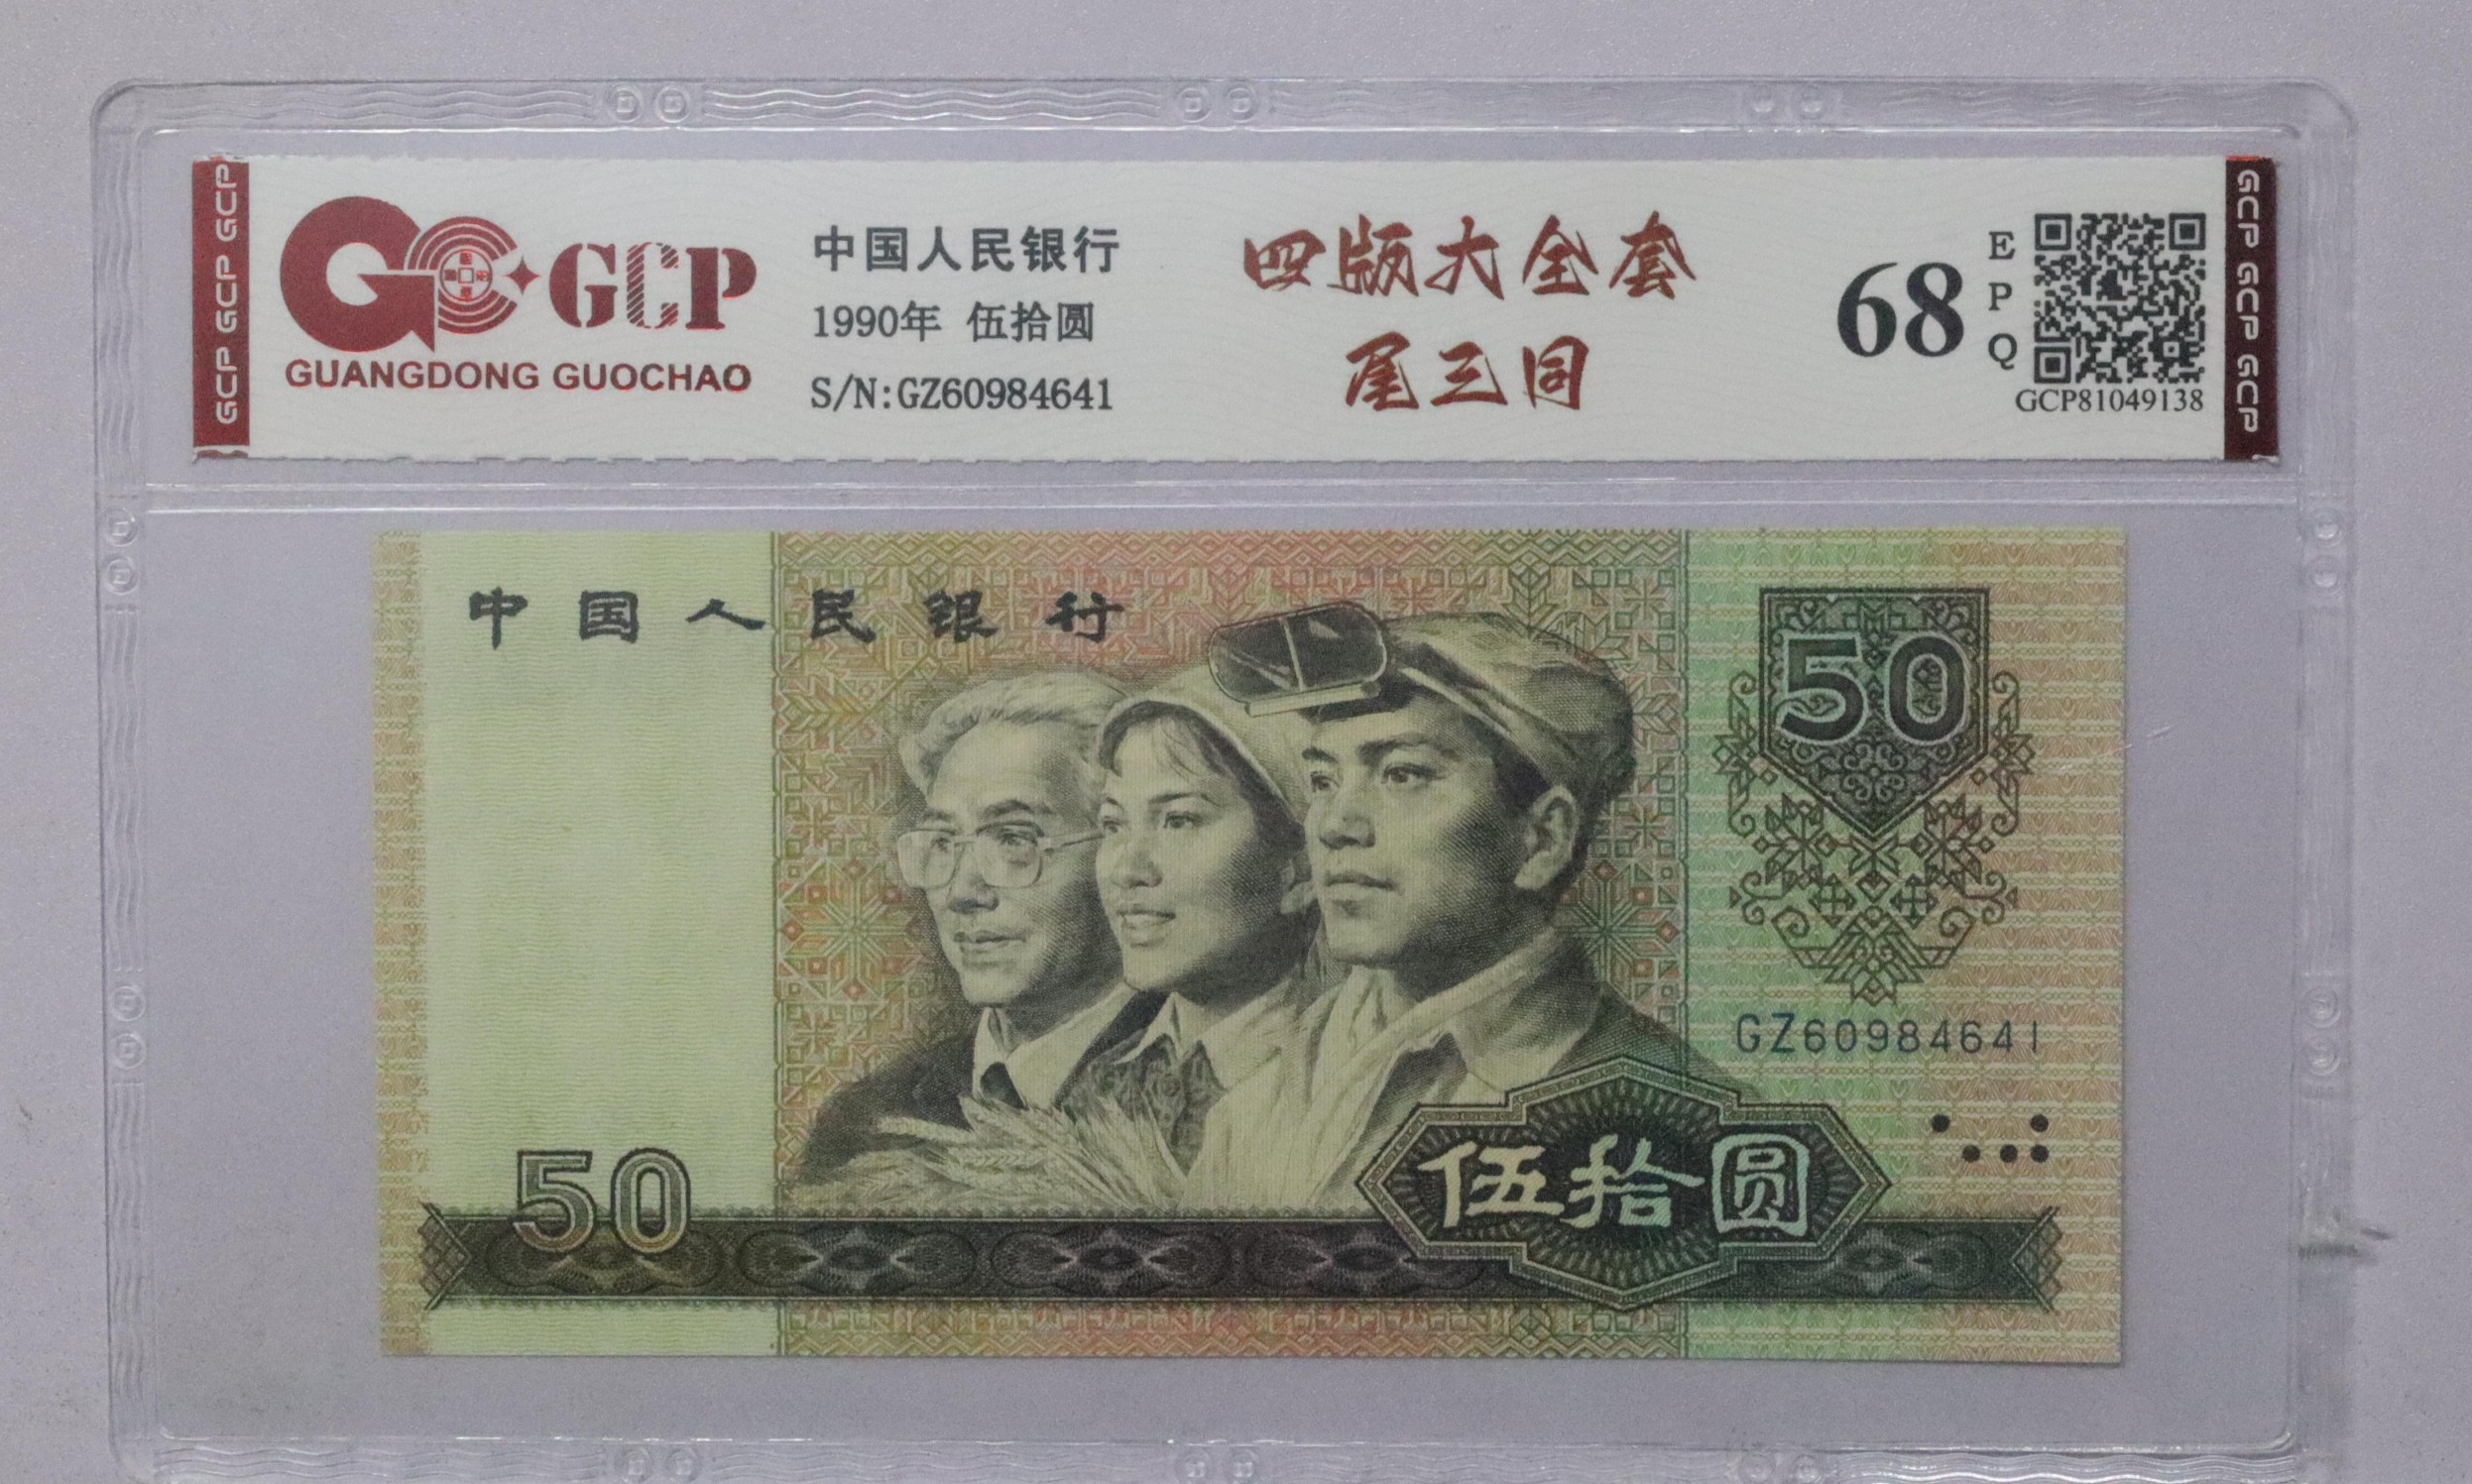 GCP GCP GCP
GCP
GUANGDONG GUOCHAO
中国人民银行
1990年 伍拾圆
S/N:GZ60984641
四版大全套
尾三同
68
EPQ
GCP81049138
GCP GCP GCP
中国人民银行
50
GZ60984641
50
伍拾圆